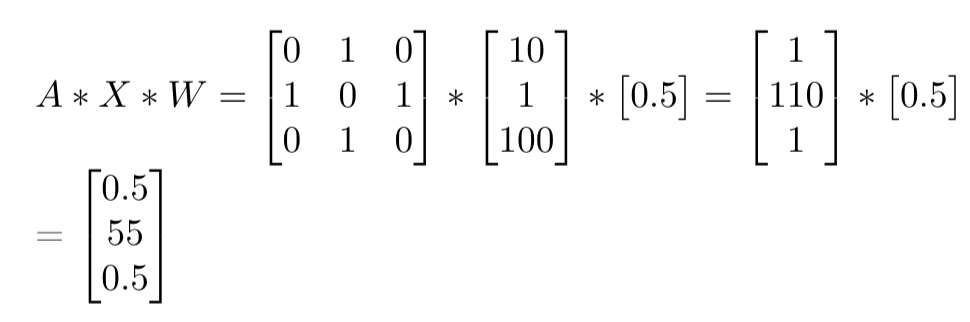 A * X * W = [0 1 0; 1 0 1; 0 1 0] * [10; 1; 100] * [0.5] = [1; 110; 1] * [0.5]
= [0.5; 55; 0.5]